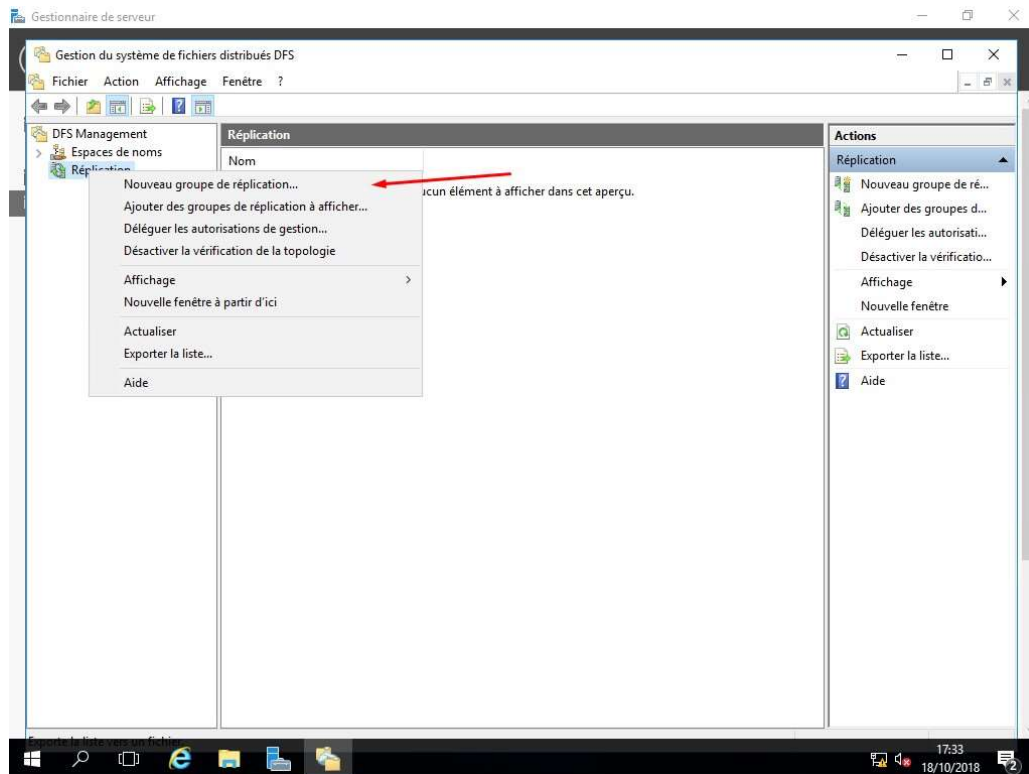 Gestionnaire de serveur
Gestion du système de fichiers distribués DFS
Fichier Action Affichage Fenêtre ?
DFS Management
Espaces de noms
Réplication
Réplication
Nom
ucun élément à afficher dans cet aperçu.
Nouveau groupe de réplication...
Ajouter des groupes de réplication à afficher...
Déléguer les autorisations de gestion...
Désactiver la vérification de la topologie
Affichage
Nouvelle fenêtre à partir d'ici
Actualiser
Exporter la liste...
Aide
Actions
Réplication
Nouveau groupe de ré...
Ajouter des groupes d...
Déléguer les autorisati...
Désactiver la vérificatio...
Affichage
Nouvelle fenêtre
Actualiser
Exporter la liste...
Aide
Exporte la liste vers un fichier
17:33
18/10/2018
2